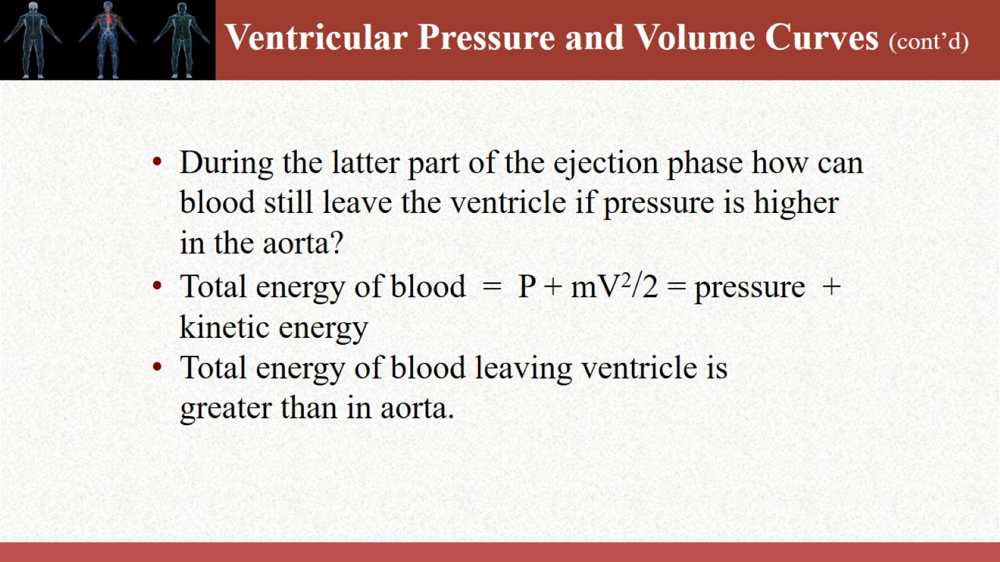 Ventricular Pressure and Volume Curves (cont’d)
• During the latter part of the ejection phase how can
blood still leave the ventricle if pressure is higher
in the aorta?
• Total energy of blood = P + mV²/2 = pressure +
kinetic energy
• Total energy of blood leaving ventricle is
greater than in aorta.